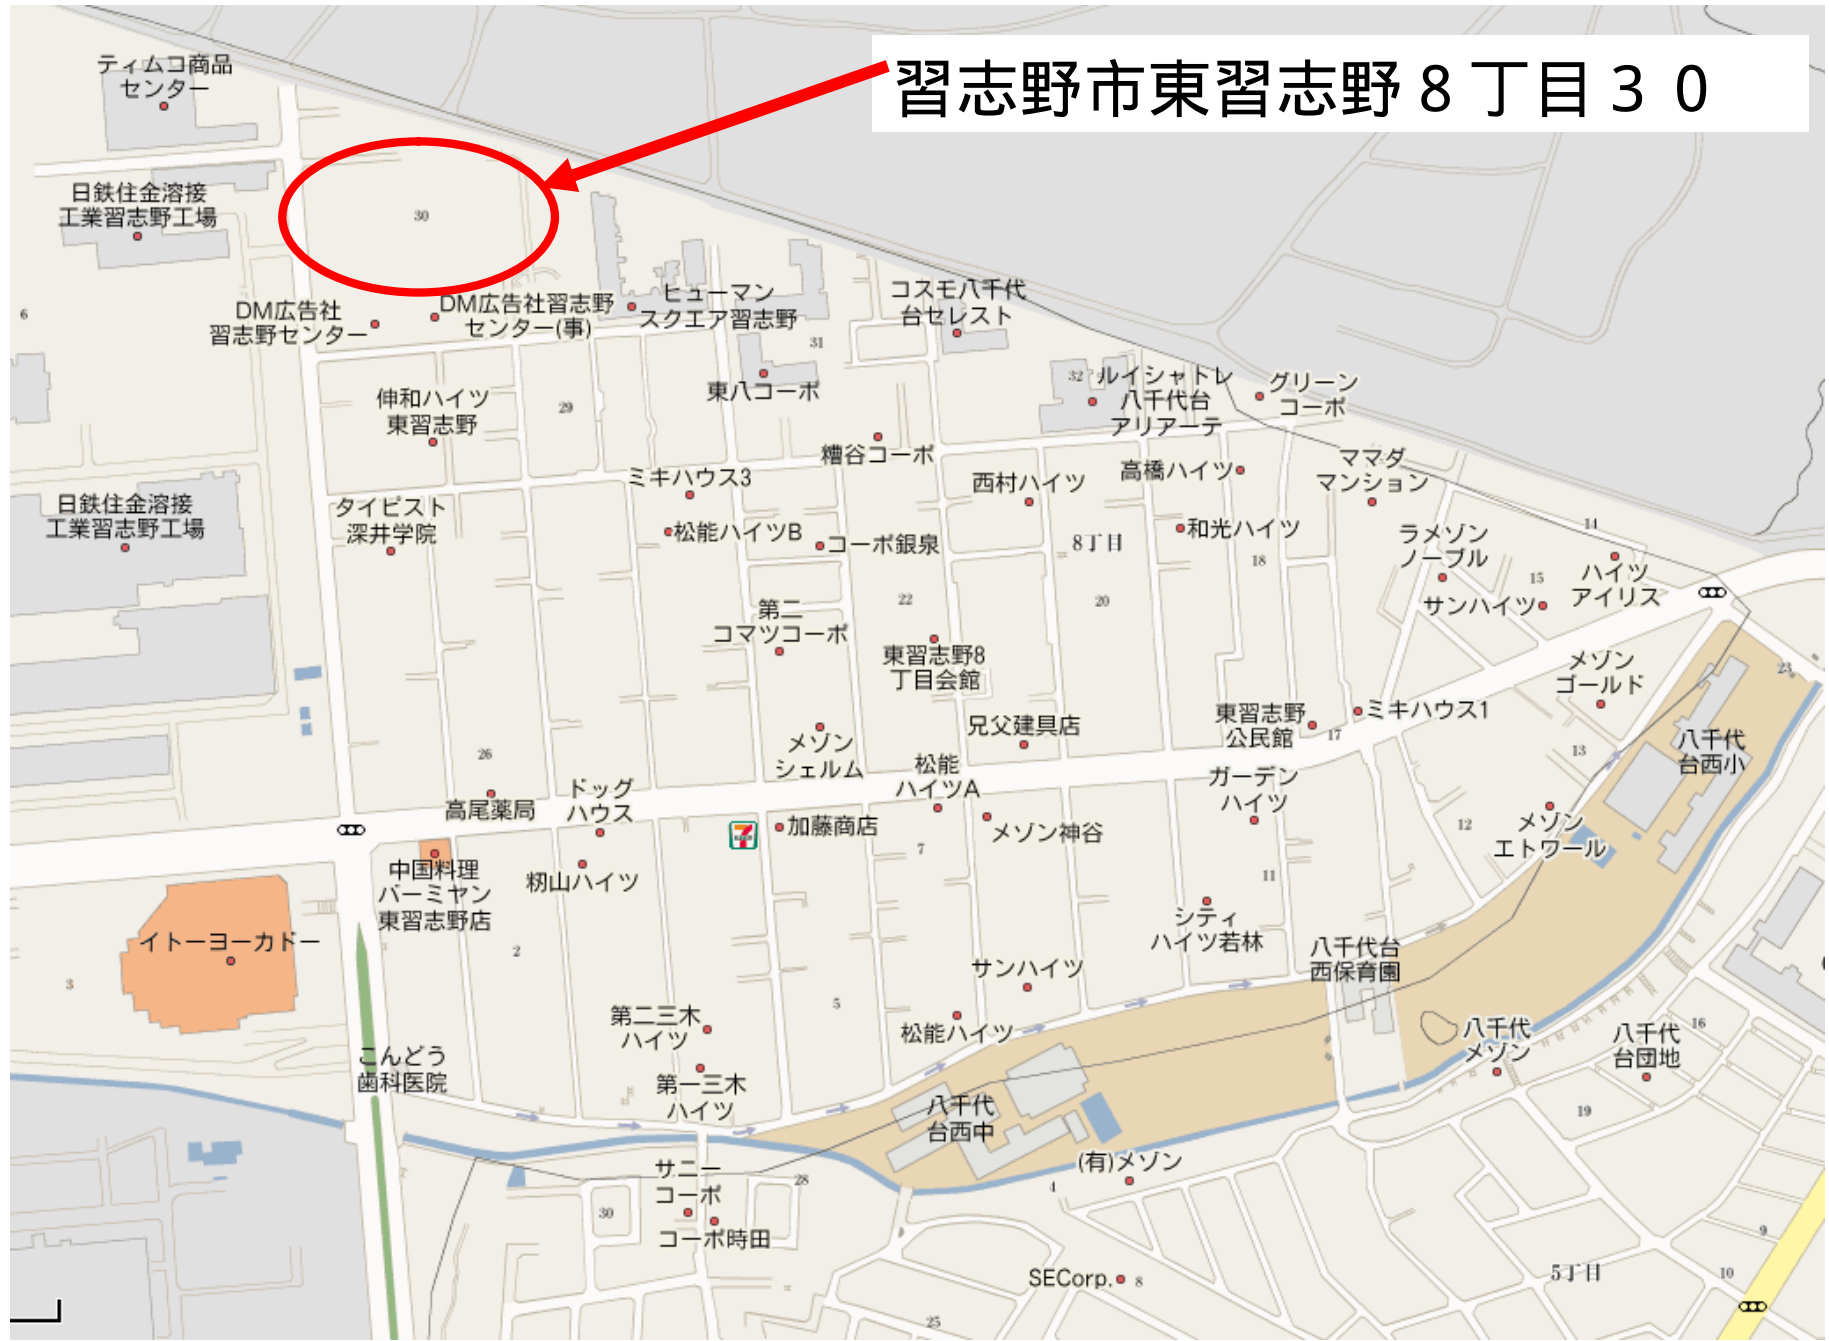 習志野市東習志野８丁目３０
ティムコ商品
センター
日鉄住金溶接
工業習志野工場
30
6
DM広告社
習志野センター
DM広告社習志野
センター(事)
ヒューマン
スクエア習志野
コスモ八千代
台セレスト
31
東八コーポ
32
ルイシャトレ
八千代台
アリアーテ
グリーン
コーポ
伸和ハイツ
東習志野
29
糟谷コーポ
ミキハウス3
西村ハイツ
高橋ハイツ
ママダ
マンション
日鉄住金溶接
工業習志野工場
タイピスト
深井学院
松能ハイツB
コーポ銀泉
8丁目
和光ハイツ
18
ラメゾン
ノーブル
14
15
ハイツ
アイリス
サンハイツ
第二
コマツコーポ
22
20
東習志野8
丁目会館
メゾン
ゴールド
23
兄父建具店
東習志野
公民館
ミキハウス1
17
13
八千代
台西小
26
メゾン
シェルム
松能
ハイツA
ガーデン
ハイツ
高尾薬局
ドッグ
ハウス
加藤商店
メゾン神谷
7
12
メゾン
エトワール
中国料理
バーミヤン
東習志野店
籾山ハイツ
11
シティ
ハイツ若林
イトーヨーカドー
3
2
サンハイツ
八千代台
西保育園
5
第二三木
ハイツ
松能ハイツ
八千代
メゾン
八千代
台団地
16
こんどう
歯科医院
第一三木
ハイツ
八千代
台西中
19
(有)メゾン
4
サニー
コーポ
28
30
コーポ時田
9
SECorp.
8
5丁目
10
25